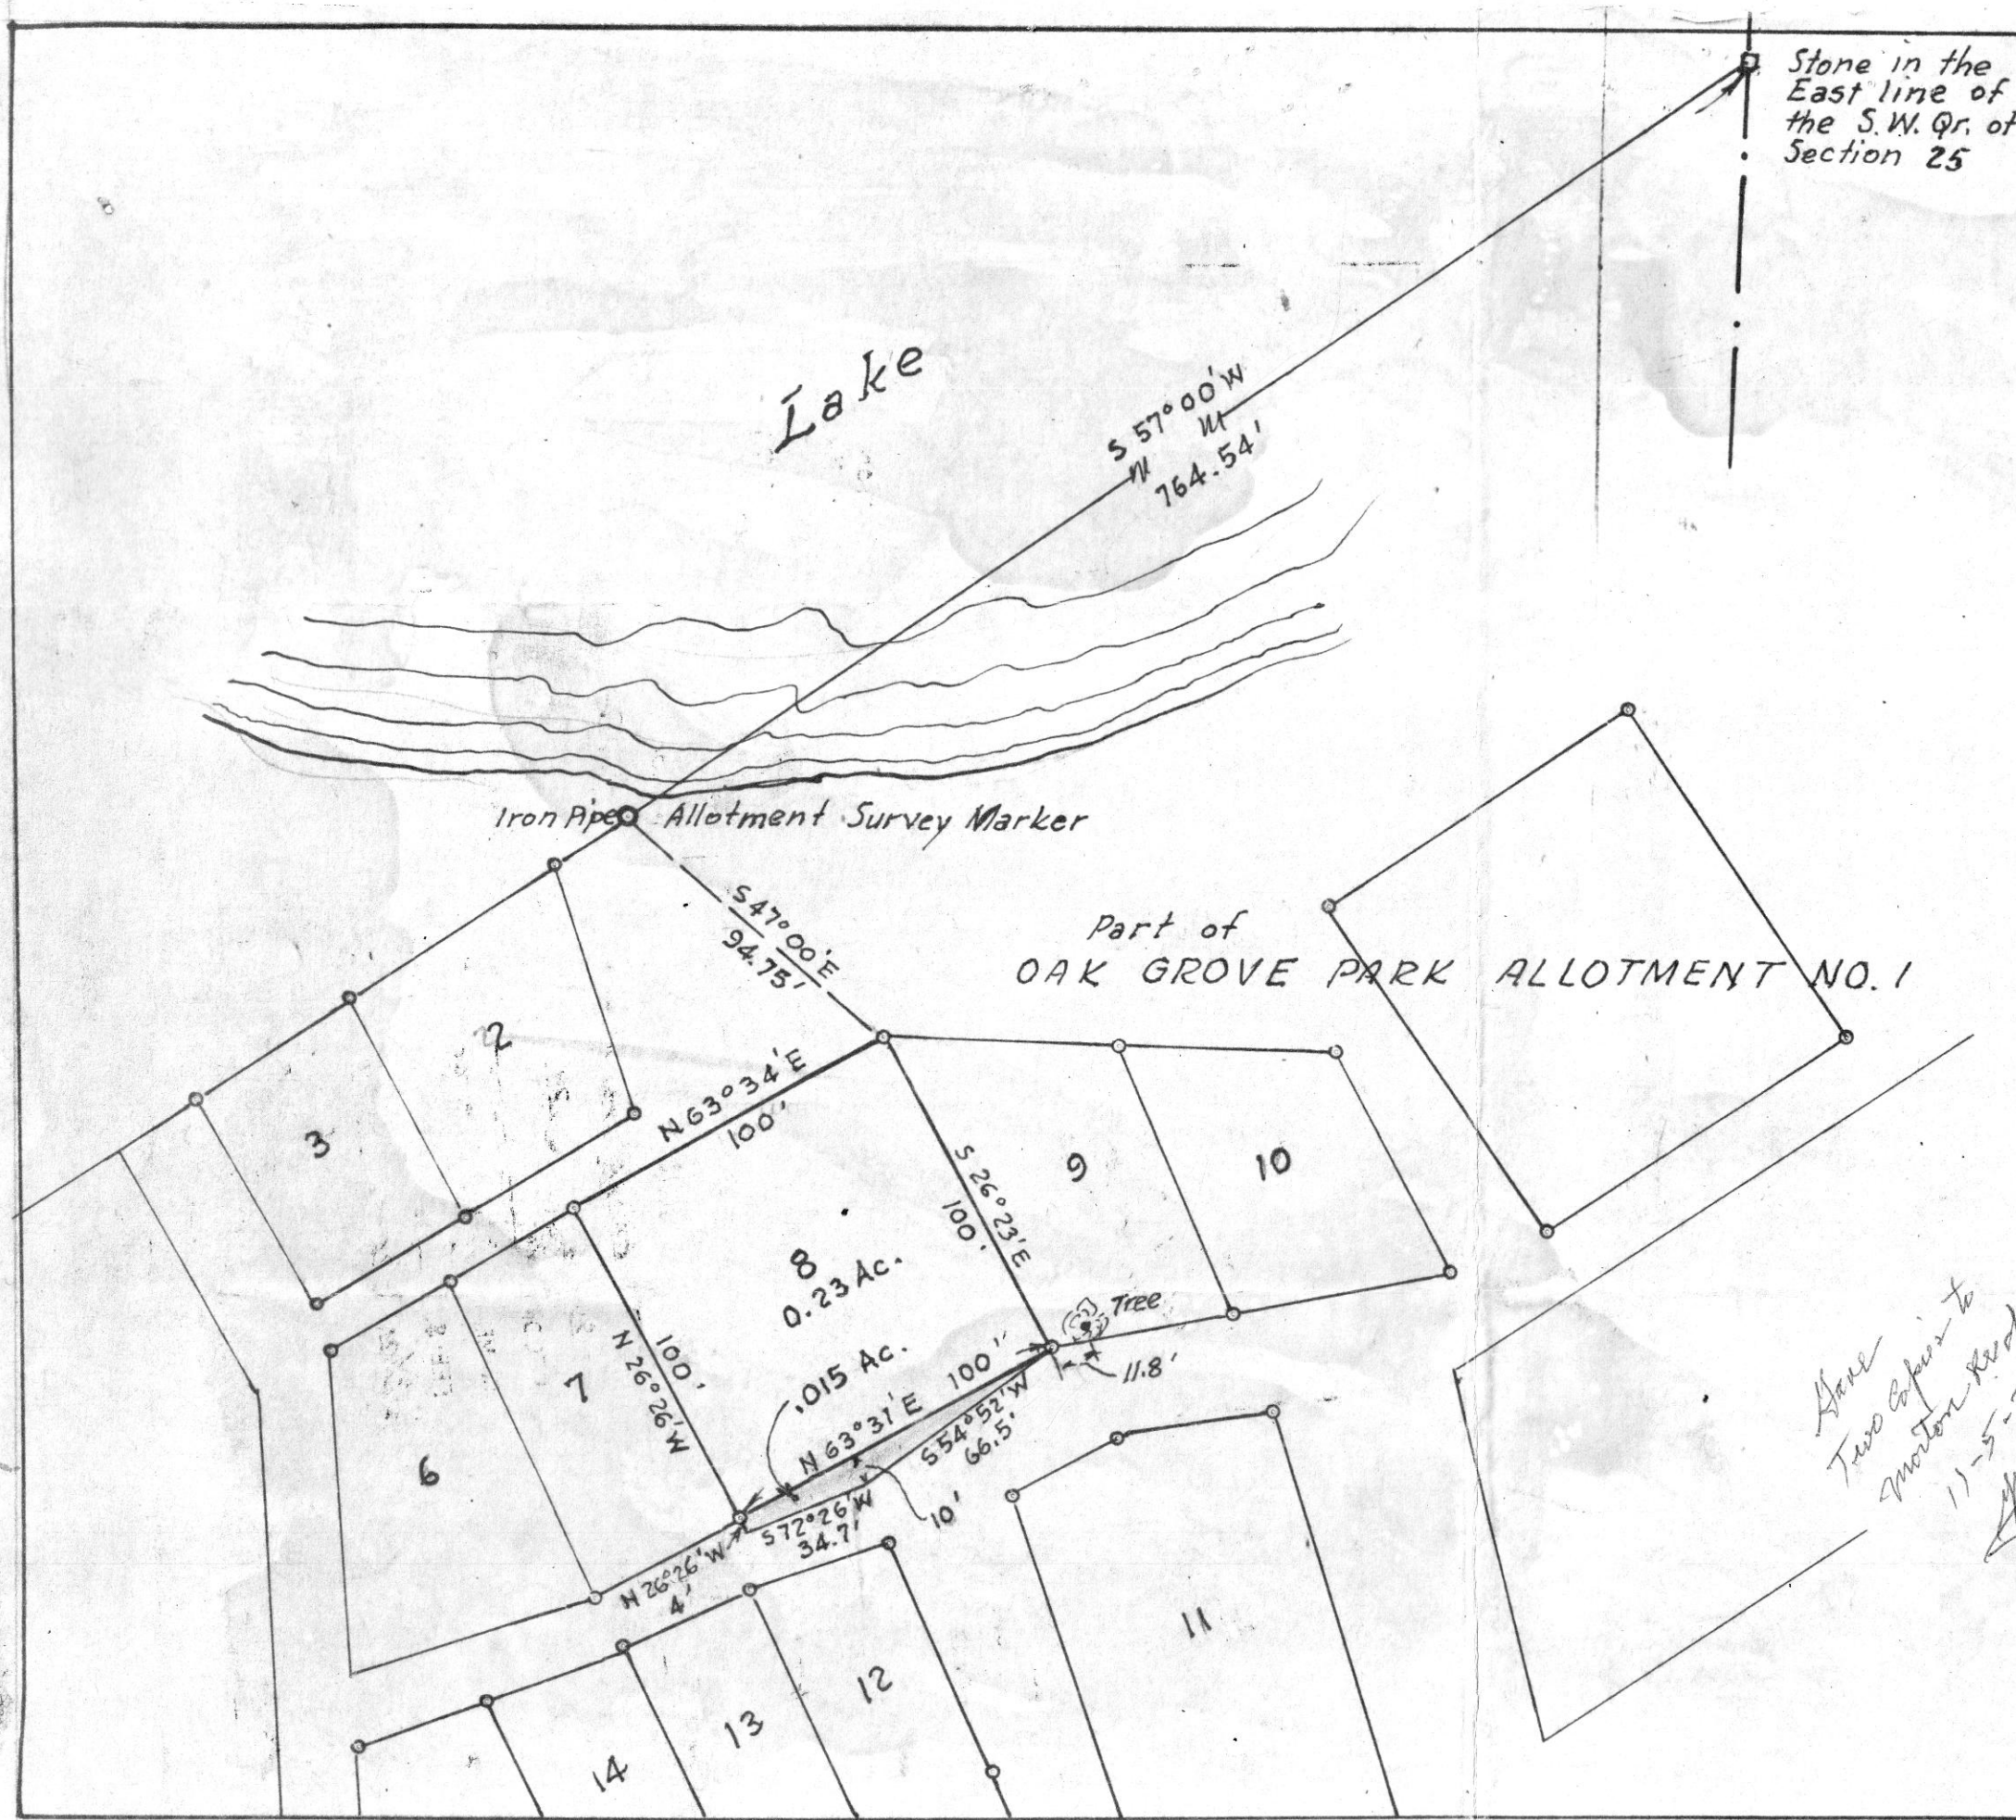 Stone in the
East line of
the S.W. Qr. of
Section 25
Lake
S 57° 00' W
764.54'
Iron Pipe Allotment Survey Marker
S 47° 00' E
94.75'
Part of
OAK GROVE PARK ALLOTMENT NO. 1
2
3
N 63° 34' E
100'
S 26° 23' E
100'
9
10
8
0.23 Ac.
.015 Ac.
100'
N 26° 26' W
7
6
N 63° 31' E
100'
Tree
11.8'
S 54° 52' W
66.5'
10'
S 72° 26' W
34.7'
N 26° 26' W
4'
11
12
13
14
Two Copies to
Morton
11-5-